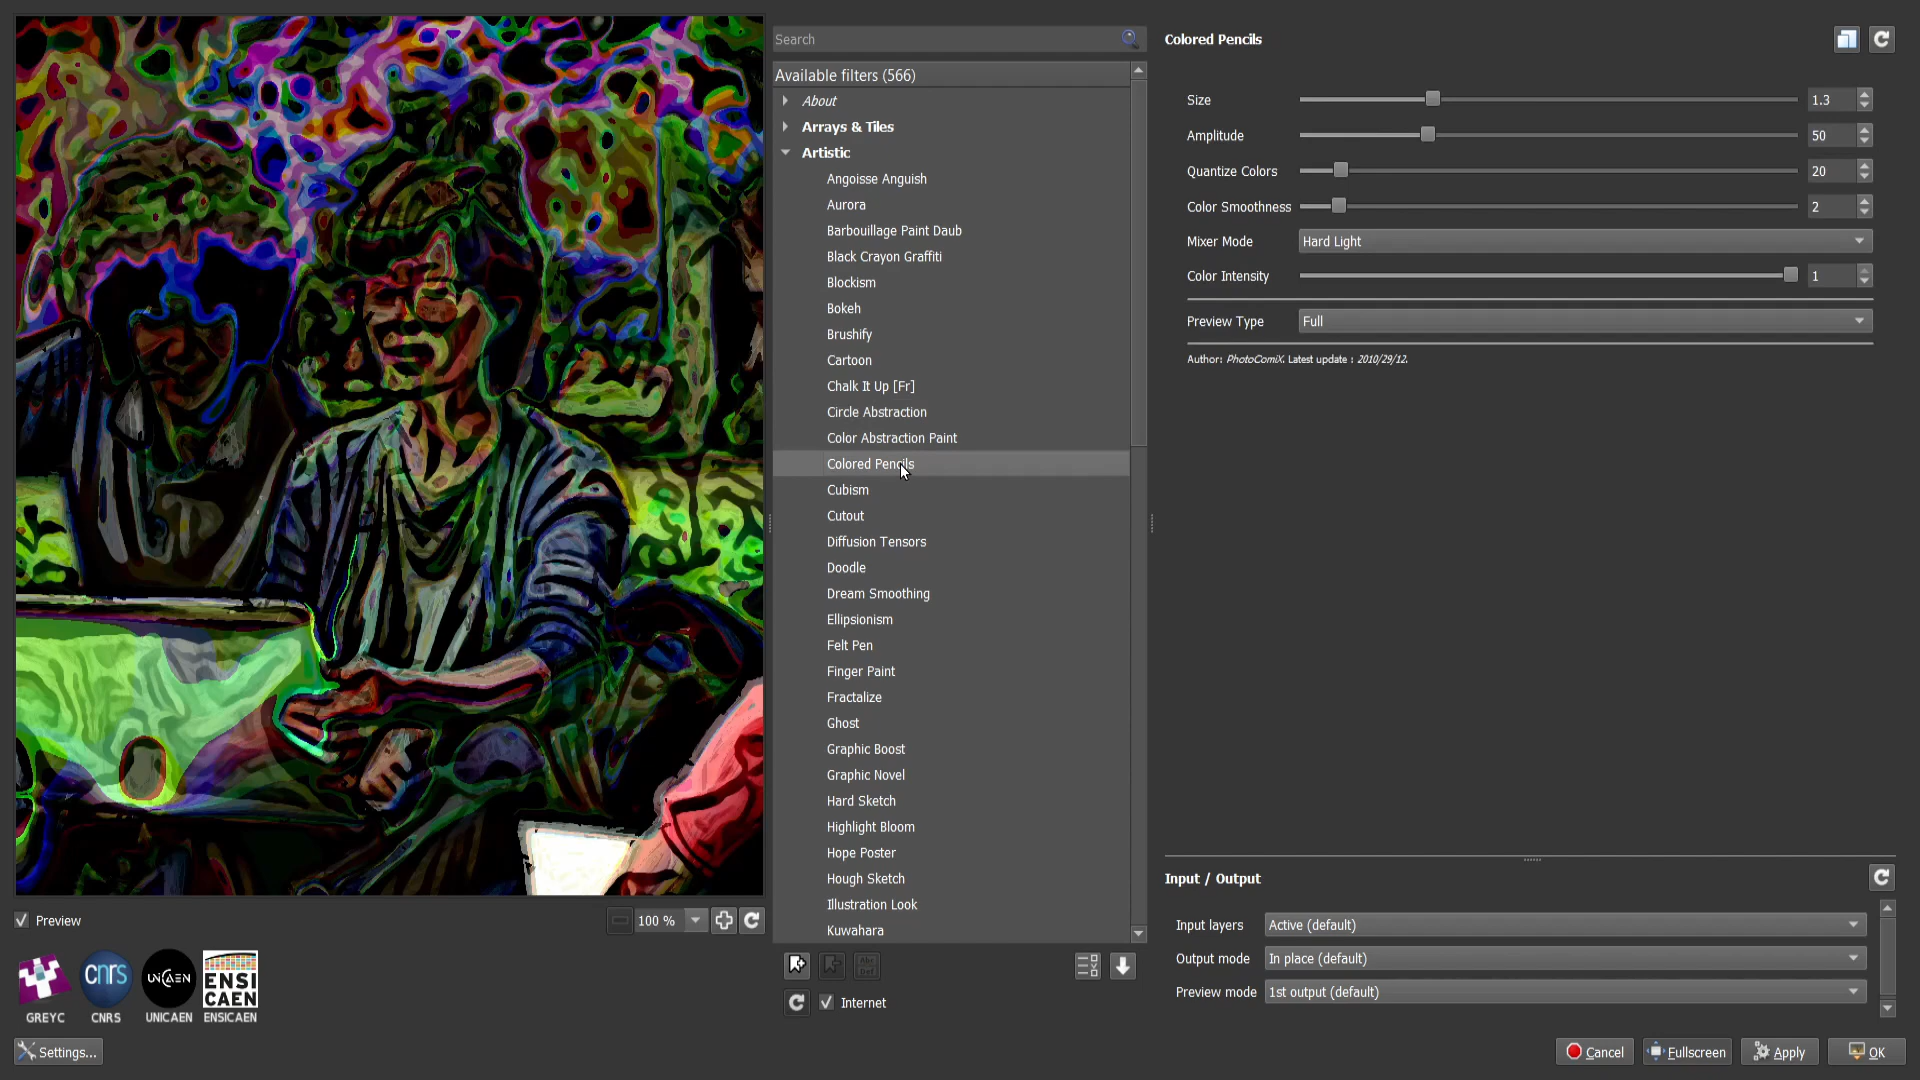 Search
Available filters (566)
About
Arrays & Tiles
Artistic
Angoisse Anguish
Aurora
Barbouillage Paint Daub
Black Crayon Graffiti
Blockism
Bokeh
Brushify
Cartoon
Chalk It Up [Fr]
Circle Abstraction
Color Abstraction Paint
Colored Pencils
Cubism
Cutout
Diffusion Tensors
Doodle
Dream Smoothing
Ellipsionism
Felt Pen
Finger Paint
Fractalize
Ghost
Graphic Boost
Graphic Novel
Hard Sketch
Highlight Bloom
Hope Poster
Hough Sketch
Illustration Look
Kuwahara
Internet
Colored Pencils
Size 1.3
Amplitude 50
Quantize Colors 20
Color Smoothness 2
Mixer Mode Hard Light
Color Intensity 1
Preview Type Full
Author: PhotoComiX. Latest update : 2010/29/12.
Input / Output
Input layers Active (default)
Output mode In place (default)
Preview mode 1st output (default)
Preview
100 %
cnrs
UNICAEN
ENSI
CAEN
GREYC CNRS UNICAEN ENSICAEN
Settings...
Cancel Fullscreen Apply OK